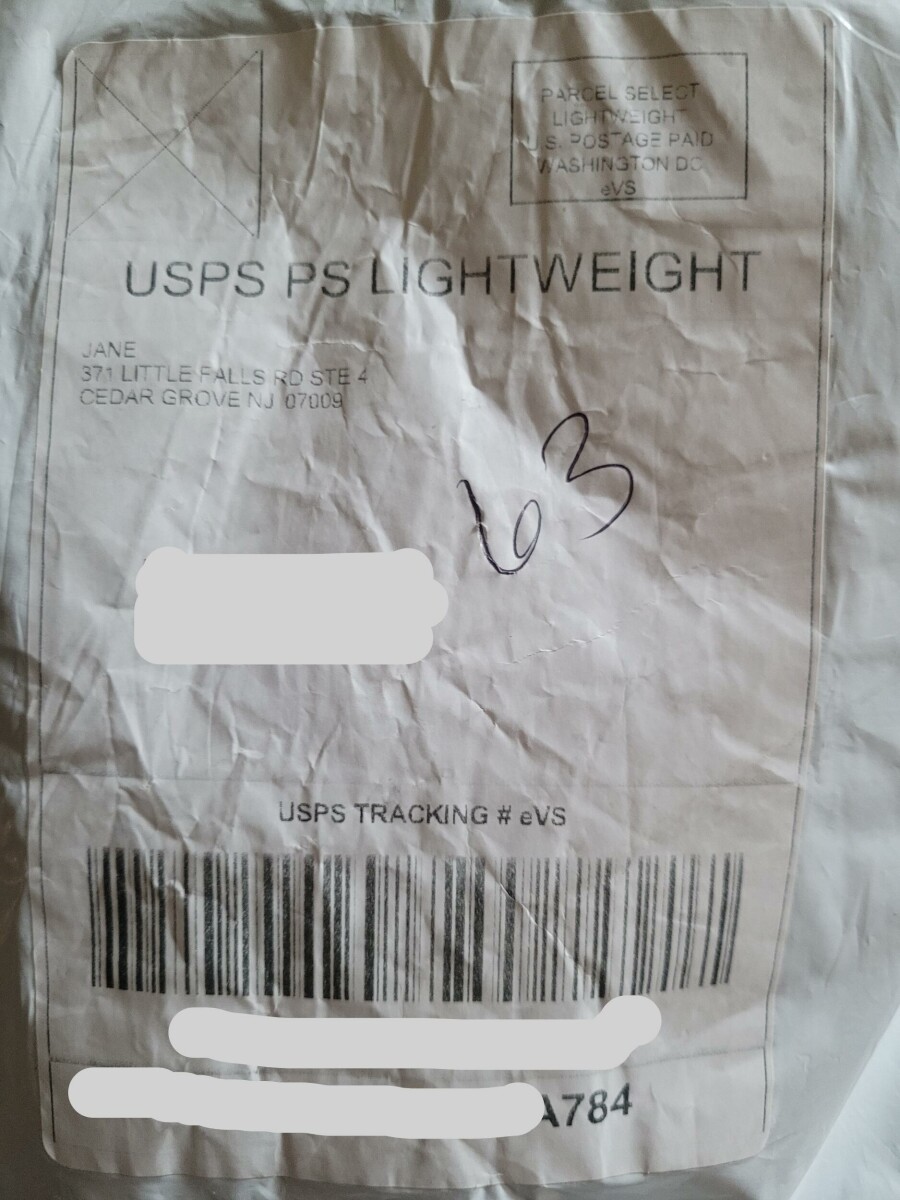 PARCEL SELECT
LIGHTWEIGHT
U.S. POSTAGE PAID
WASHINGTON DC
eVS
USPS PS LIGHTWEIGHT
JANE
371 LITTLE FALLS RD STE 4
CEDAR GROVE NJ 07009
63
USPS TRACKING # eVS
A784